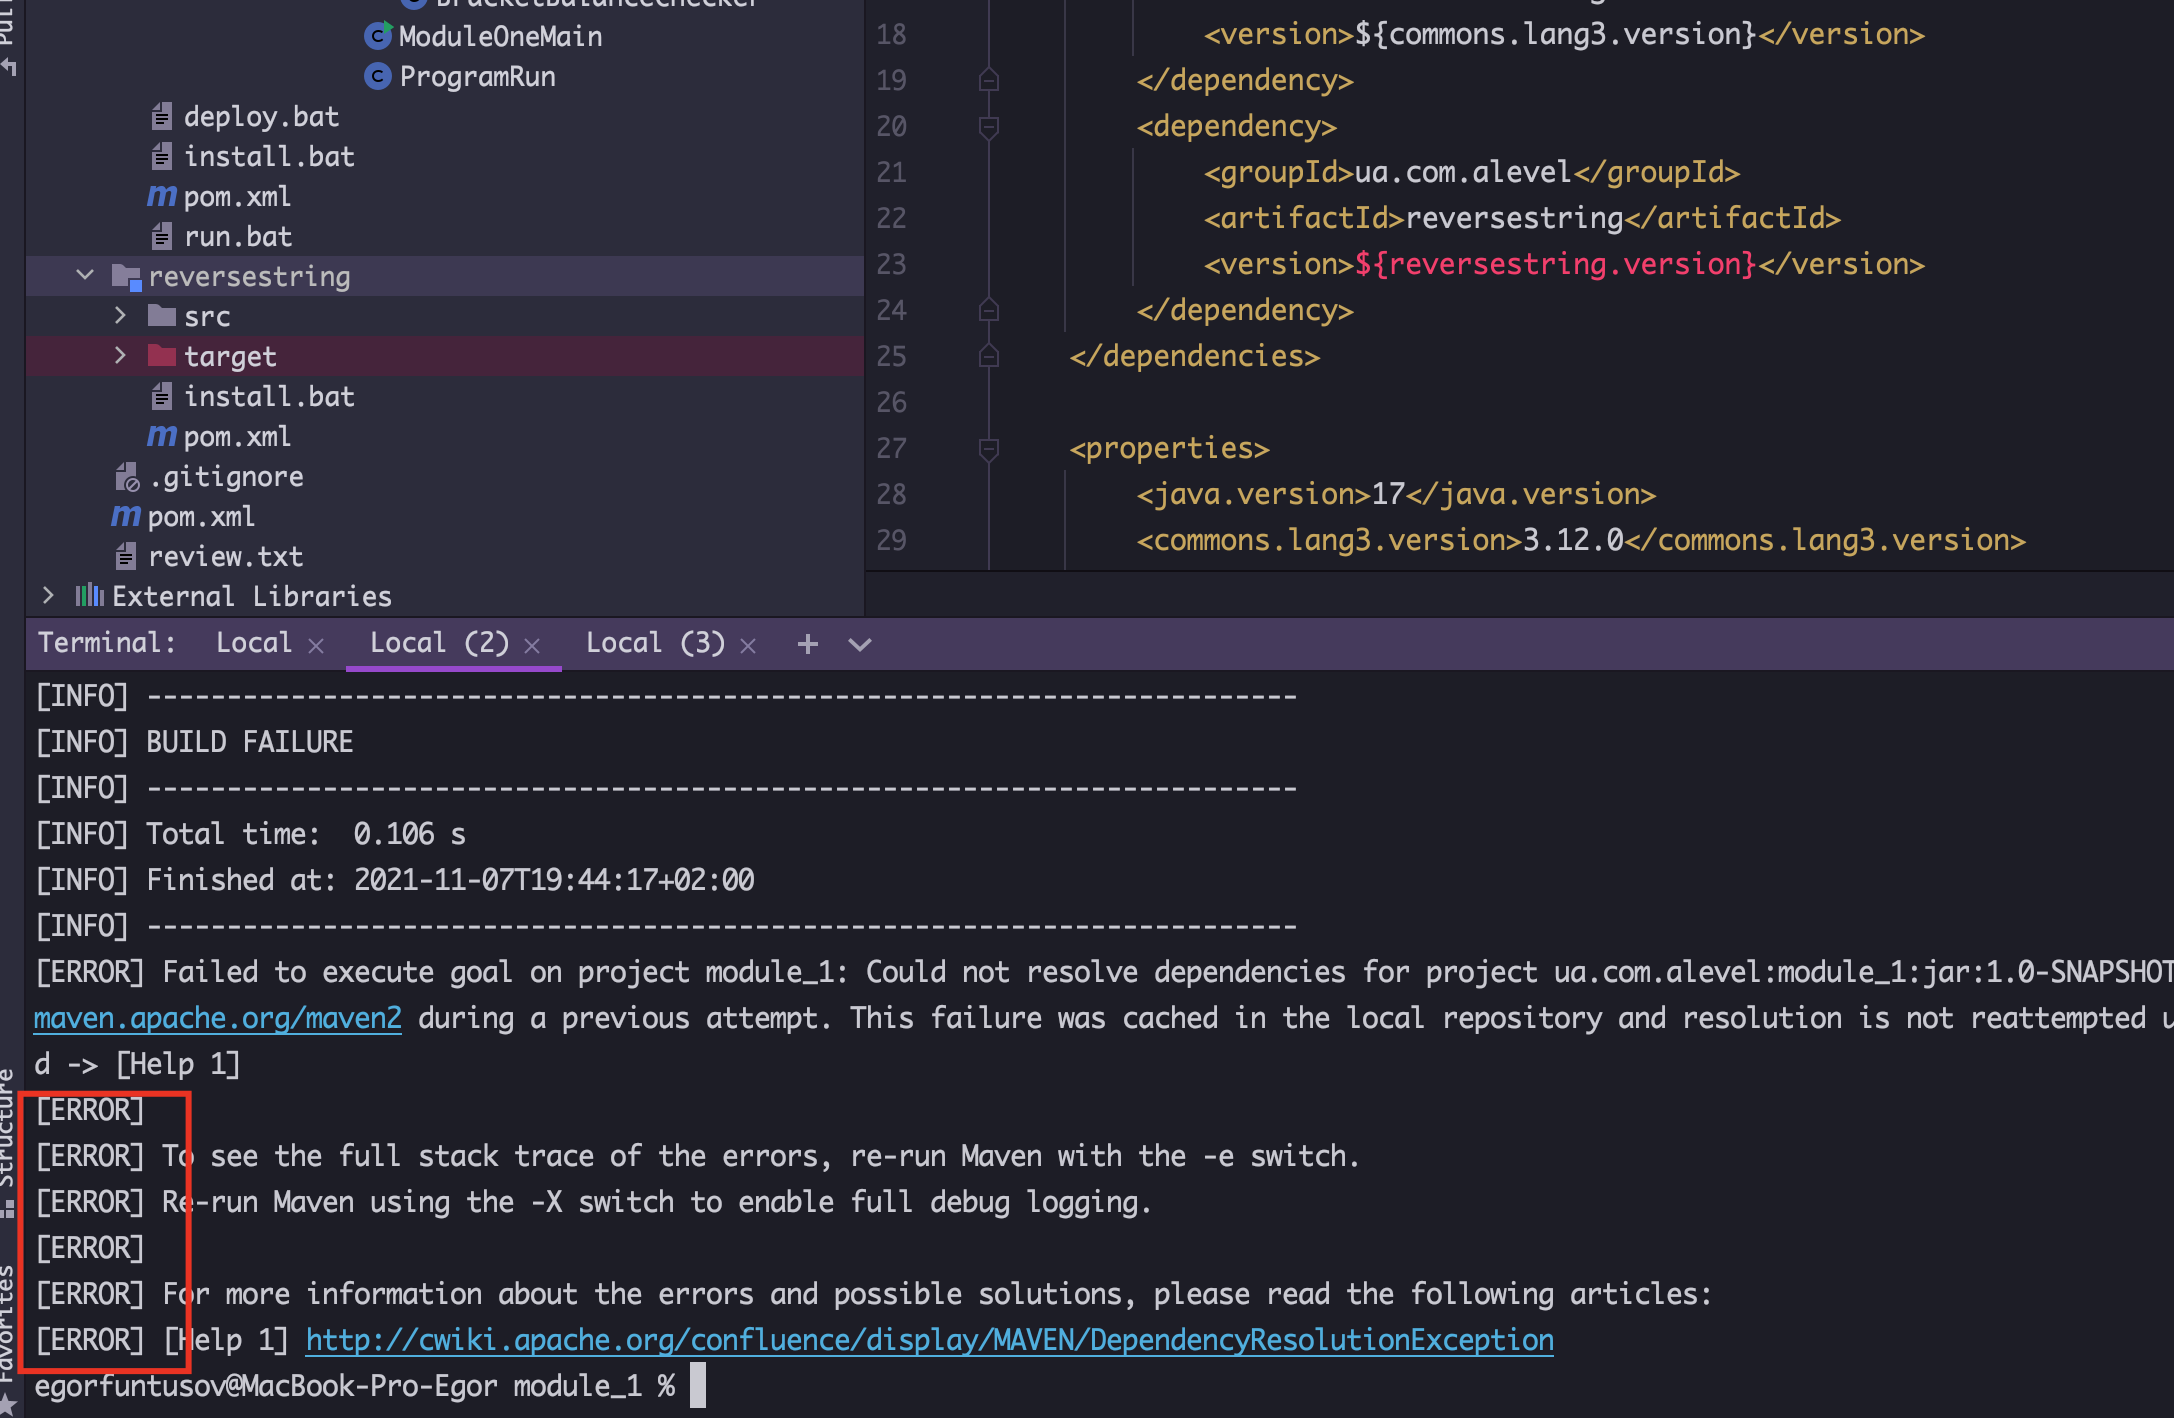 ModuleOneMain
ProgramRun
deploy.bat
install.bat
pom.xml
run.bat
reversestring
src
target
install.bat
pom.xml
.gitignore
pom.xml
review.txt
External Libraries
18 <version>${commons.lang3.version}</version>
19 </dependency>
20 <dependency>
21 <groupId>ua.com.alevel</groupId>
22 <artifactId>reversestring</artifactId>
23 <version>${reversestring.version}</version>
24 </dependency>
25 </dependencies>
26
27 <properties>
28 <java.version>17</java.version>
29 <commons.lang3.version>3.12.0</commons.lang3.version>
Terminal: Local × Local (2) × Local (3) × +
[INFO] ------------------------------------------------------------------------
[INFO] BUILD FAILURE
[INFO] ------------------------------------------------------------------------
[INFO] Total time:  0.106 s
[INFO] Finished at: 2021-11-07T19:44:17+02:00
[INFO] ------------------------------------------------------------------------
[ERROR] Failed to execute goal on project module_1: Could not resolve dependencies for project ua.com.alevel:module_1:jar:1.0-SNAPSHOT
maven.apache.org/maven2 during a previous attempt. This failure was cached in the local repository and resolution is not reattempted
d -> [Help 1]
[ERROR]
[ERROR] To see the full stack trace of the errors, re-run Maven with the -e switch.
[ERROR] Re-run Maven using the -X switch to enable full debug logging.
[ERROR]
[ERROR] For more information about the errors and possible solutions, please read the following articles:
[ERROR] [Help 1] http://cwiki.apache.org/confluence/display/MAVEN/DependencyResolutionException
egorfuntusov@MacBook-Pro-Egor module_1 %
Structure
Favorites